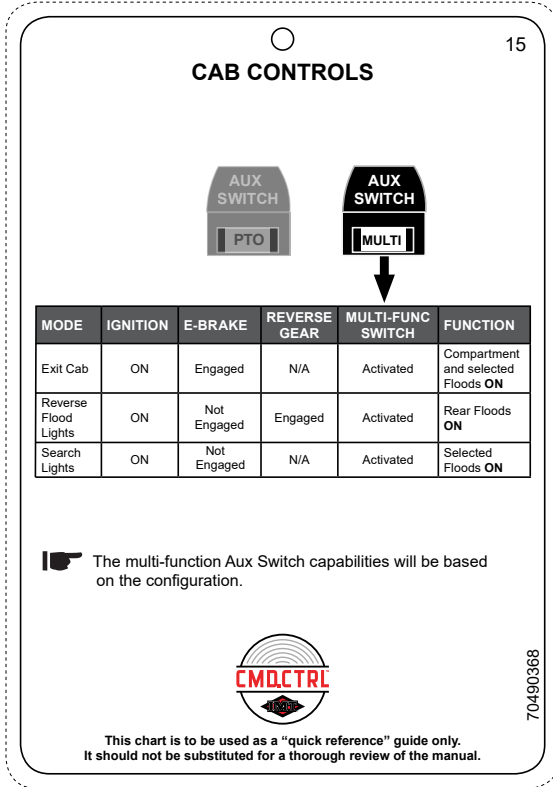 15
CAB CONTROLS
AUX
SWITCH
PTO
AUX
SWITCH
MULTI
MODE IGNITION E-BRAKE REVERSE GEAR MULTI-FUNC SWITCH FUNCTION
Exit Cab ON Engaged N/A Activated Compartment and selected Floods ON
Reverse Flood Lights ON Not Engaged Engaged Activated Rear Floods ON
Search Lights ON Not Engaged N/A Activated Selected Floods ON
The multi-function Aux Switch capabilities will be based
on the configuration.
CMD.CTRL
70490368
This chart is to be used as a “quick reference” guide only.
It should not be substituted for a thorough review of the manual.